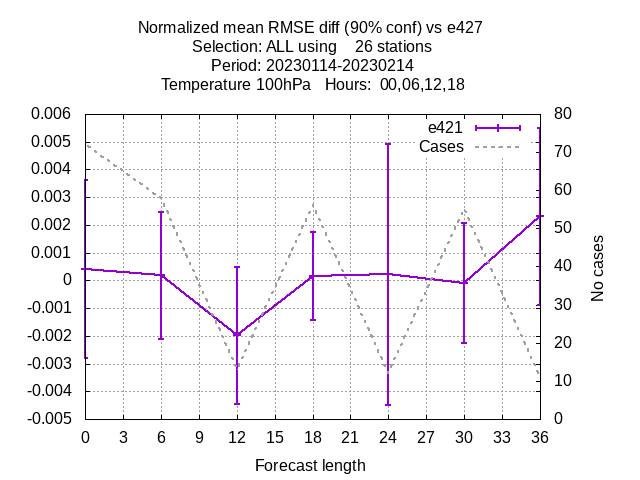 Normalized mean RMSE diff (90% conf) vs e427
Selection: ALL using    26 stations
Period: 20230114-20230214
Temperature 100hPa   Hours:  00,06,12,18
e421
Cases
0.006
0.005
0.004
0.003
0.002
0.001
0
-0.001
-0.002
-0.003
-0.004
-0.005
80
70
60
50
40
30
20
10
0
No cases
0 3 6 9 12 15 18 21 24 27 30 33 36
Forecast length